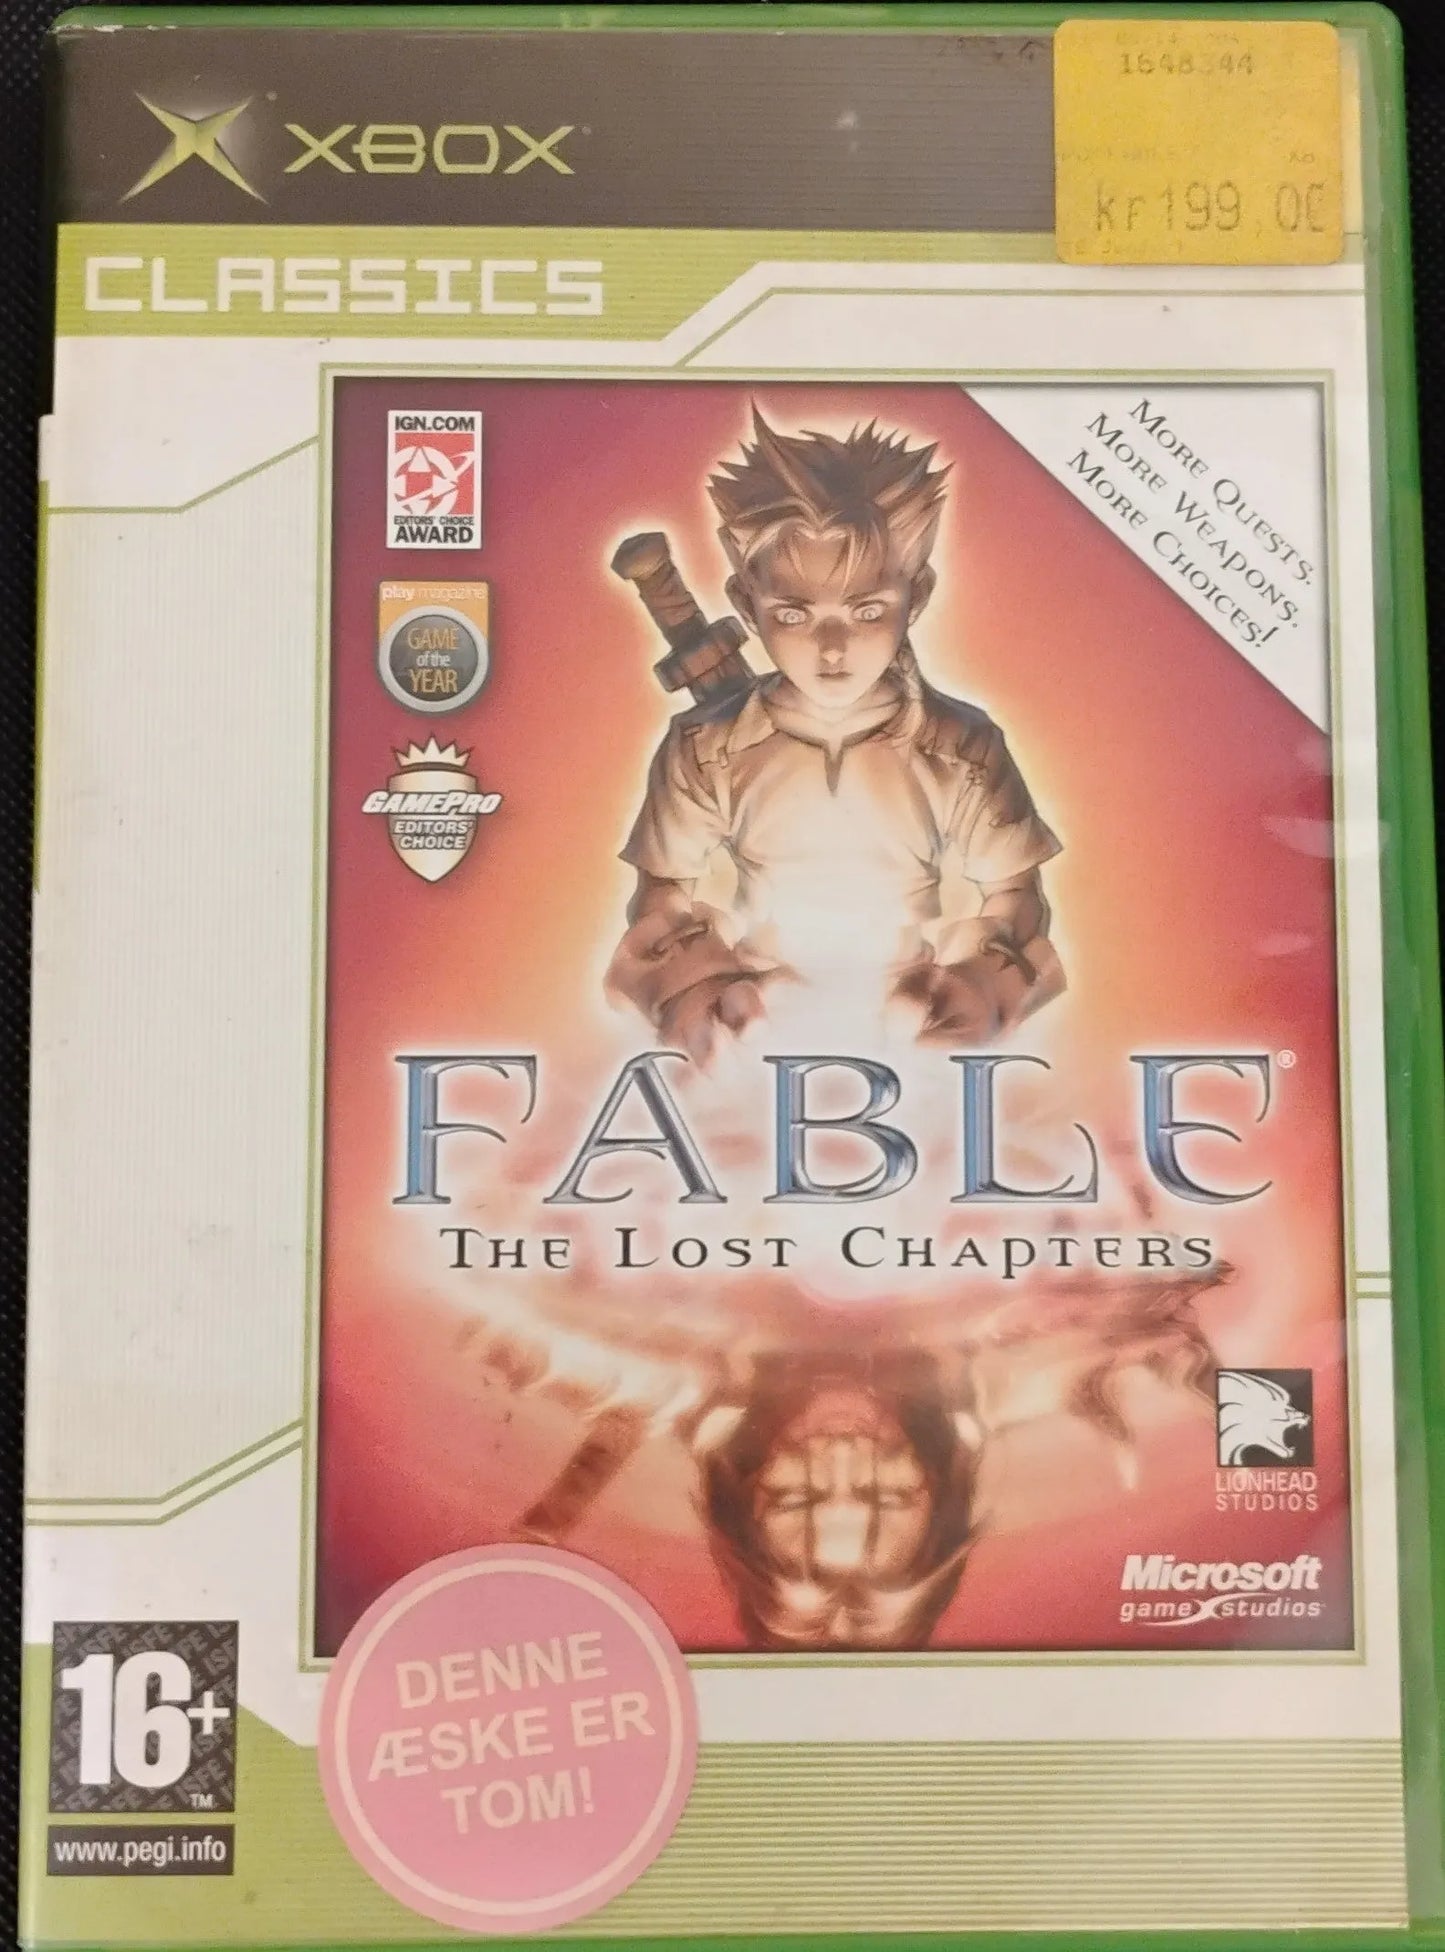 1648344
kr199,00
XBOX
CLASSICS
IGN.COM
EDITORS' CHOICE
AWARD
MORE QUESTS.
MORE WEAPONS.
MORE CHOICES!
play magazine
GAME
of the
YEAR
GAMEPRO
EDITORS'
CHOICE
FABLE®
THE LOST CHAPTERS
LIONHEAD
STUDIOS
Microsoft
game studios
DENNE
ÆSKE ER
TOM!
16+
TM
www.pegi.info